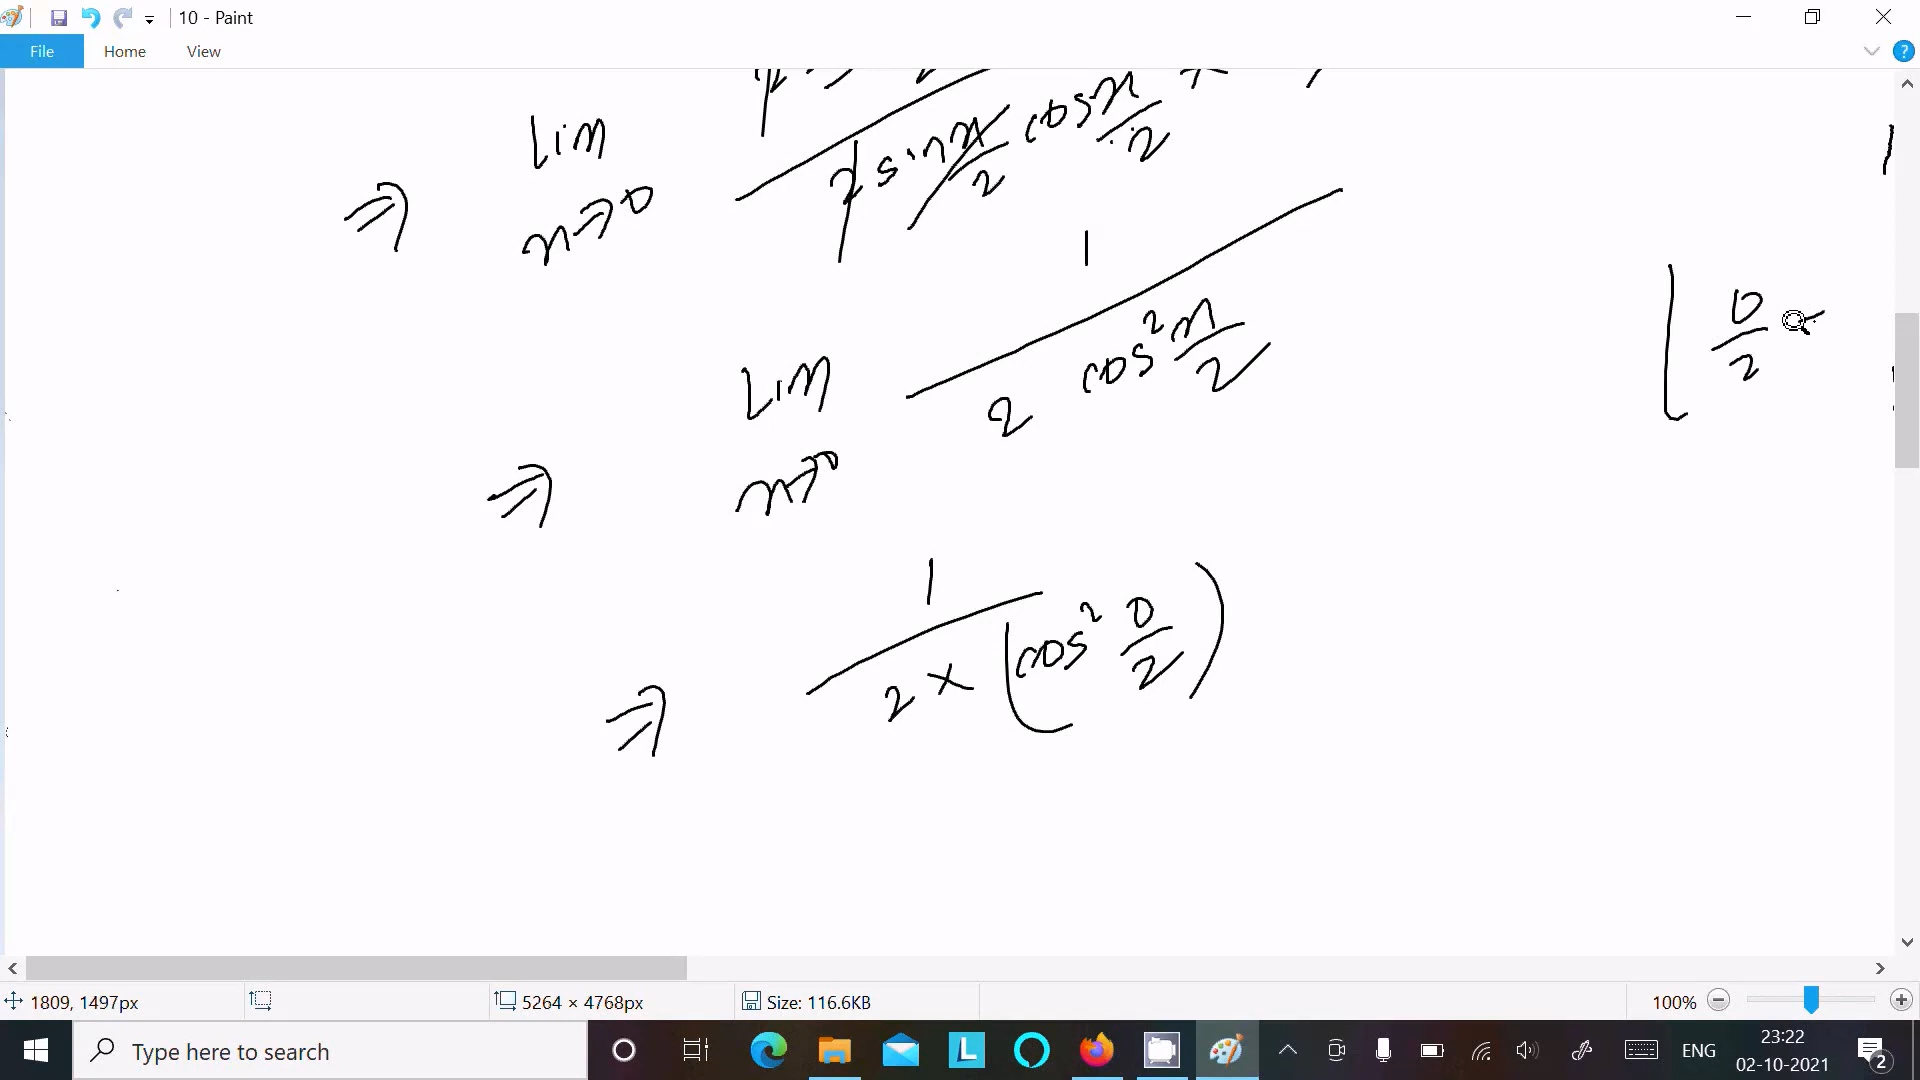 10 - Paint
File Home View
⇒ lim x→0 2 sin x/2 cos x/2 ×
⇒ Lim x→0 1 / 2 cos² x/2
[ 0/2 =
⇒ 1 / 2 × (cos² 0/2)
1809, 1497px 5264 × 4768px Size: 116.6KB 100%
Type here to search ENG 23:22
02-10-2021 2